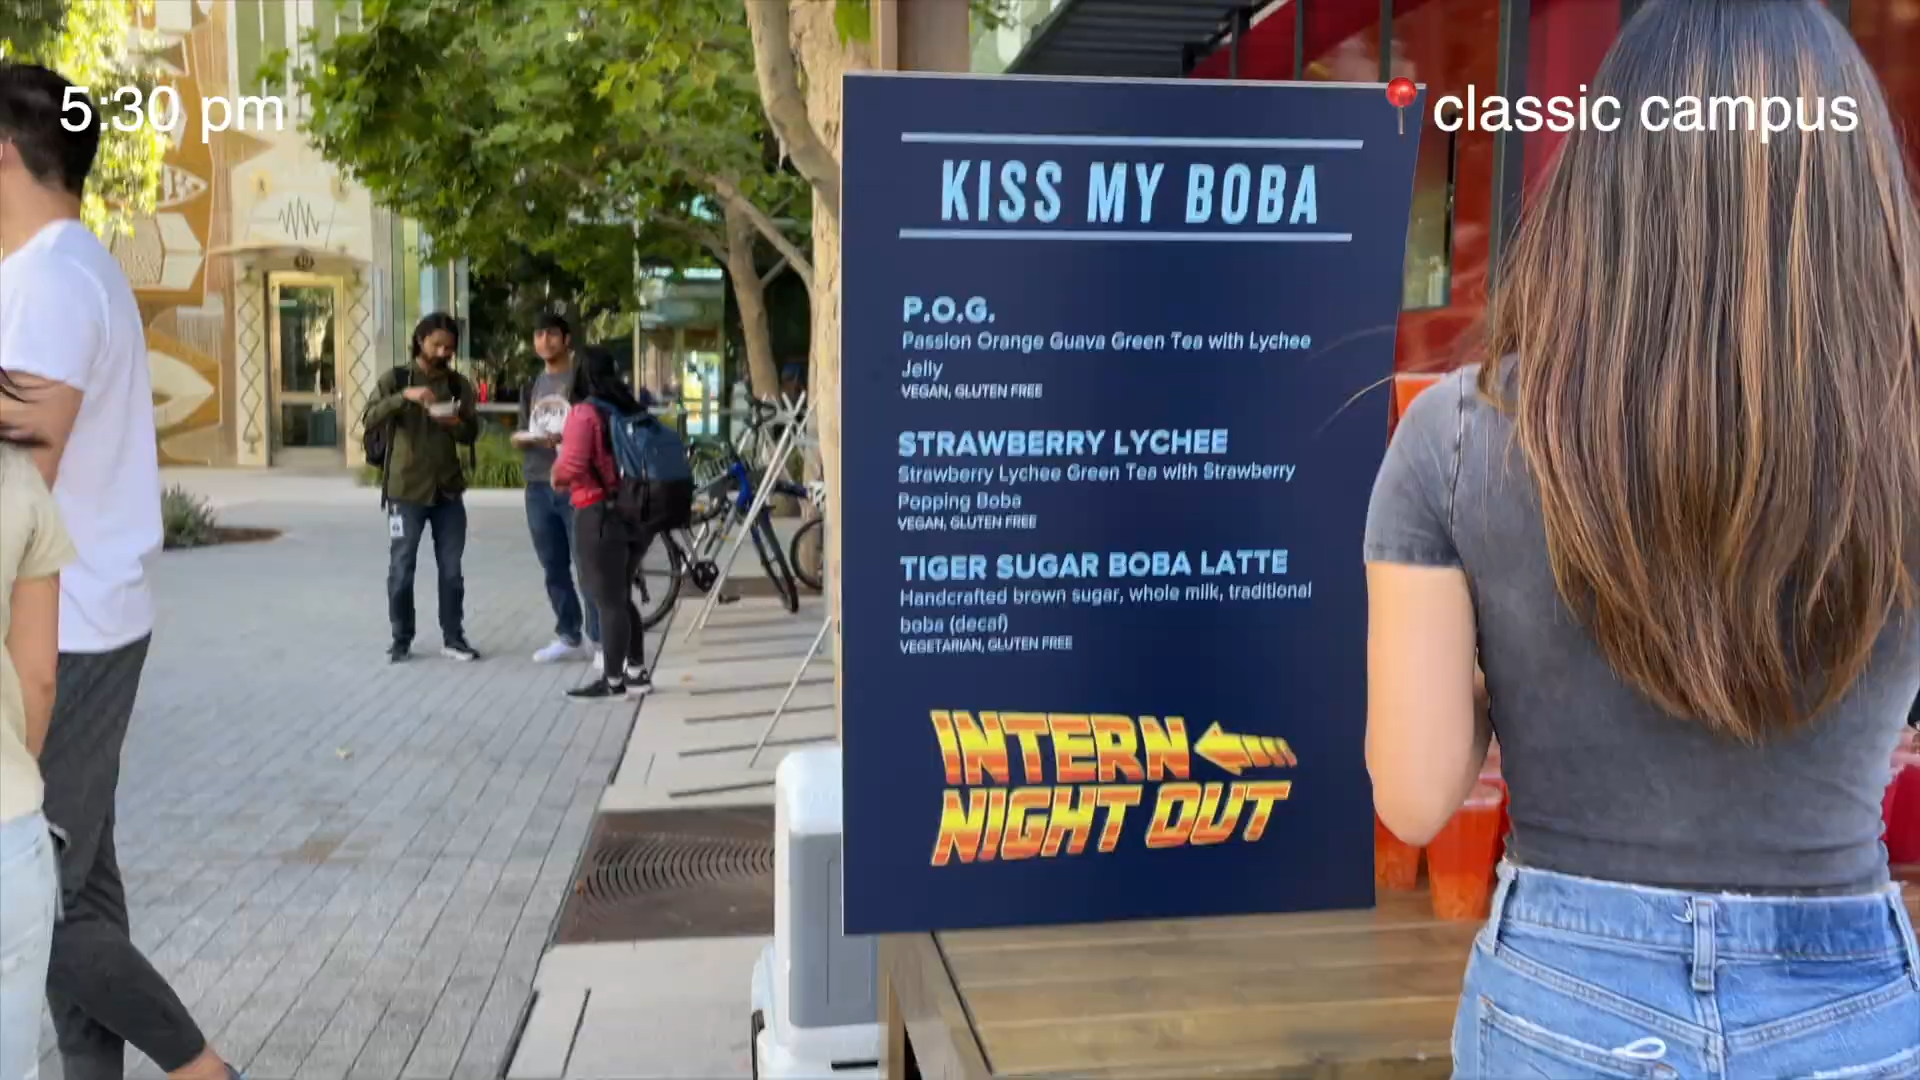 5:30 pm
📍classic campus
KISS MY BOBA
P.O.G.
Passion Orange Guava Green Tea with Lychee
Jelly
VEGAN, GLUTEN FREE
STRAWBERRY LYCHEE
Strawberry Lychee Green Tea with Strawberry
Popping Boba
VEGAN, GLUTEN FREE
TIGER SUGAR BOBA LATTE
Handcrafted brown sugar, whole milk, traditional
boba (decaf)
VEGETARIAN, GLUTEN FREE
INTERN
NIGHT OUT